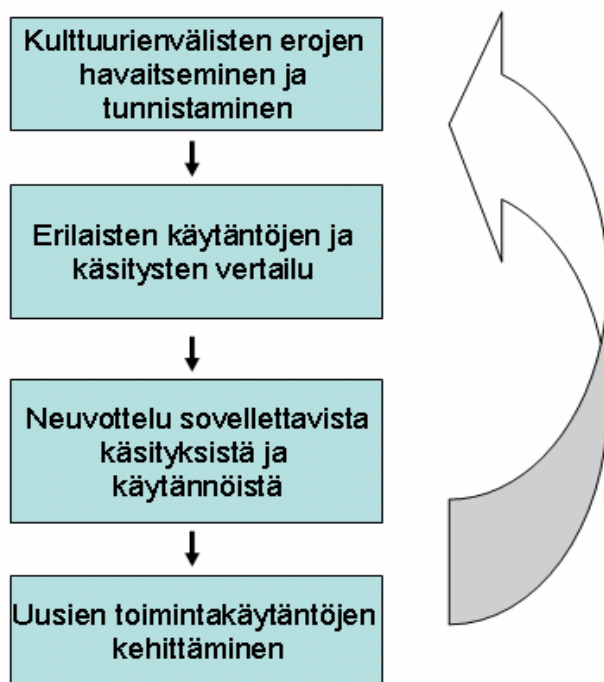 Kulttuurienvälisten erojen
havaitseminen ja
tunnistaminen
Erilaisten käytäntöjen ja
käsitysten vertailu
Neuvottelu sovellettavista
käsityksistä ja
käytännöistä
Uusien toimintakäytäntöjen
kehittäminen